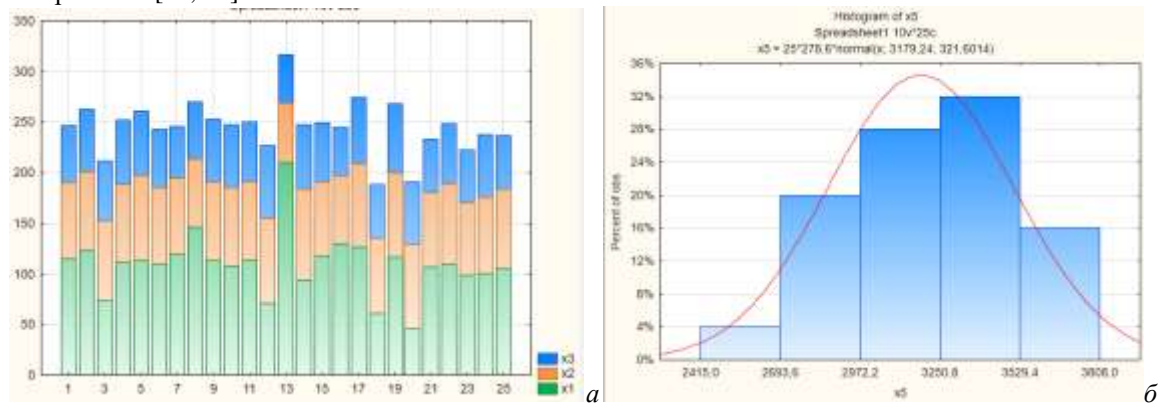 Histogram of x5
Spreadsheet1 10v*25c
x5 = 25*278.6*normal(x; 3179.24; 321.6014)
350
300
250
200
150
100
50
0
1 3 5 7 9 11 13 15 17 19 21 23 25
x3
x2
x1
а
Percent of obs
36%
32%
28%
24%
20%
16%
12%
8%
4%
0%
2415,0 2693,6 2972,2 3250,8 3529,4 3808,0
x5
б